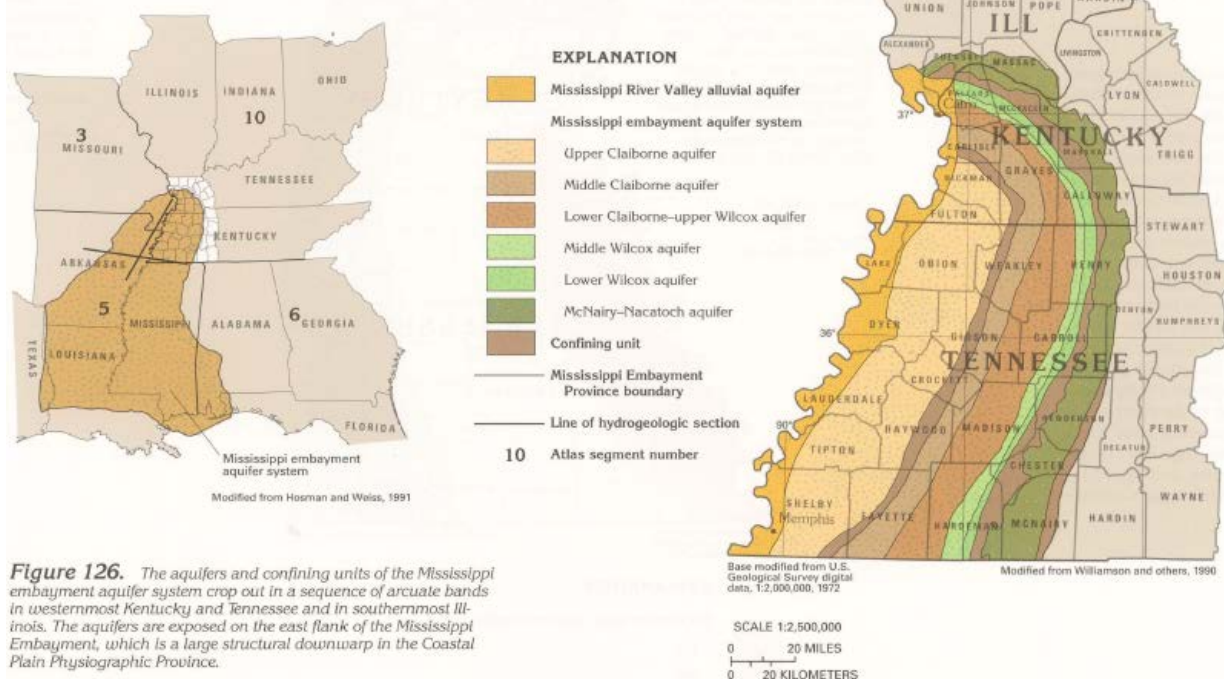 3
MISSOURI
ILLINOIS
INDIANA
10
OHIO
TENNESSEE
KENTUCKY
ARKANSAS
5
MISSISSIPPI
ALABAMA
6
GEORGIA
LOUISIANA
TEXAS
FLORIDA
Mississippi embayment
aquifer system
Modified from Hosman and Weiss, 1991
Figure 126. The aquifers and confining units of the Mississippi
embayment aquifer system crop out in a sequence of arcuate bands
in westernmost Kentucky and Tennessee and in southernmost Il-
linois. The aquifers are exposed on the east flank of the Mississippi
Embayment, which is a large structural downwarp in the Coastal
Plain Physiographic Province.
EXPLANATION
Mississippi River Valley alluvial aquifer
Mississippi embayment aquifer system
Upper Claiborne aquifer
Middle Claiborne aquifer
Lower Claiborne–upper Wilcox aquifer
Middle Wilcox aquifer
Lower Wilcox aquifer
McNairy–Nacatoch aquifer
Confining unit
Mississippi Embayment
Province boundary
Line of hydrogeologic section
10 Atlas segment number
UNION
JOHNSON
POPE
ILL
ALEXANDER
MASSAC
CRITTENDEN
LIVINGSTON
CALDWELL
LYON
Cairo
37°
KENTUCKY
CARLISLE
GRAVES
MARSHALL
TRIGG
HICKMAN
CALLOWAY
FULTON
STEWART
LAKE
OBION
WEAKLEY
HENRY
HOUSTON
BENTON
HUMPHREYS
DYER
36°
GIBSON
CARROLL
TENNESSEE
CROCKETT
LAUDERDALE
90°
HAYWOOD
MADISON
HENDERSON
PERRY
DECATUR
TIPTON
CHESTER
WAYNE
SHELBY
Memphis
FAYETTE
HARDEMAN
MCNAIRY
HARDIN
Base modified from U.S.
Geological Survey digital
data, 1:2,000,000, 1972
Modified from Williamson and others, 1990
SCALE 1:2,500,000
0 20 MILES
0 20 KILOMETERS